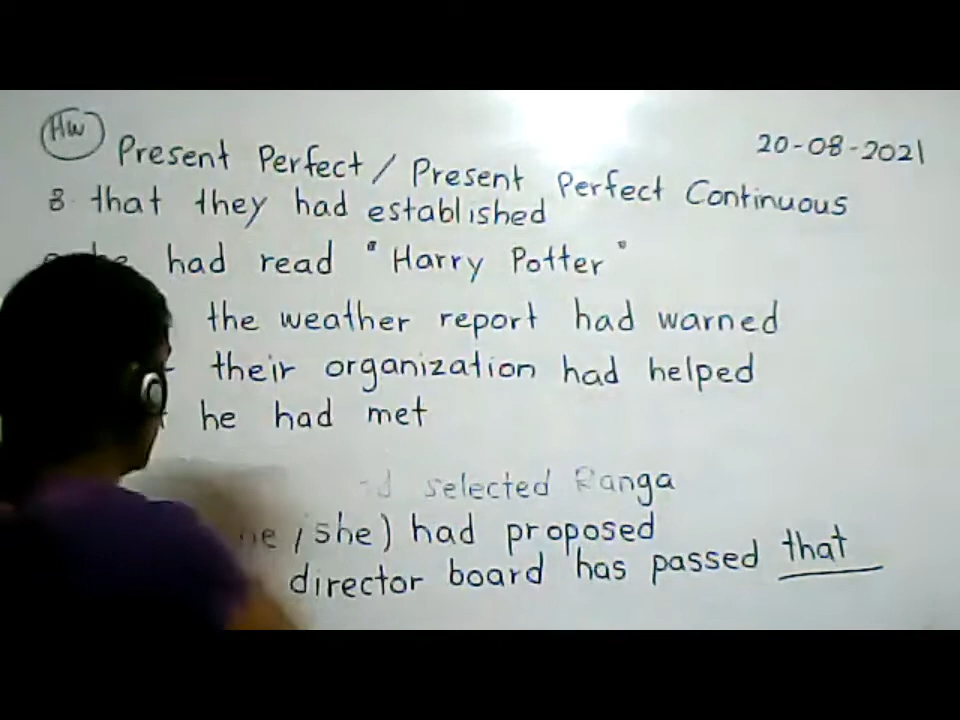 HW
20-08-2021
Present Perfect / Present Perfect Continuous
8. that they had established
he had read "Harry Potter"
the weather report had warned
their organization had helped
he had met
selected Ranga
/ she) had proposed
director board has passed that